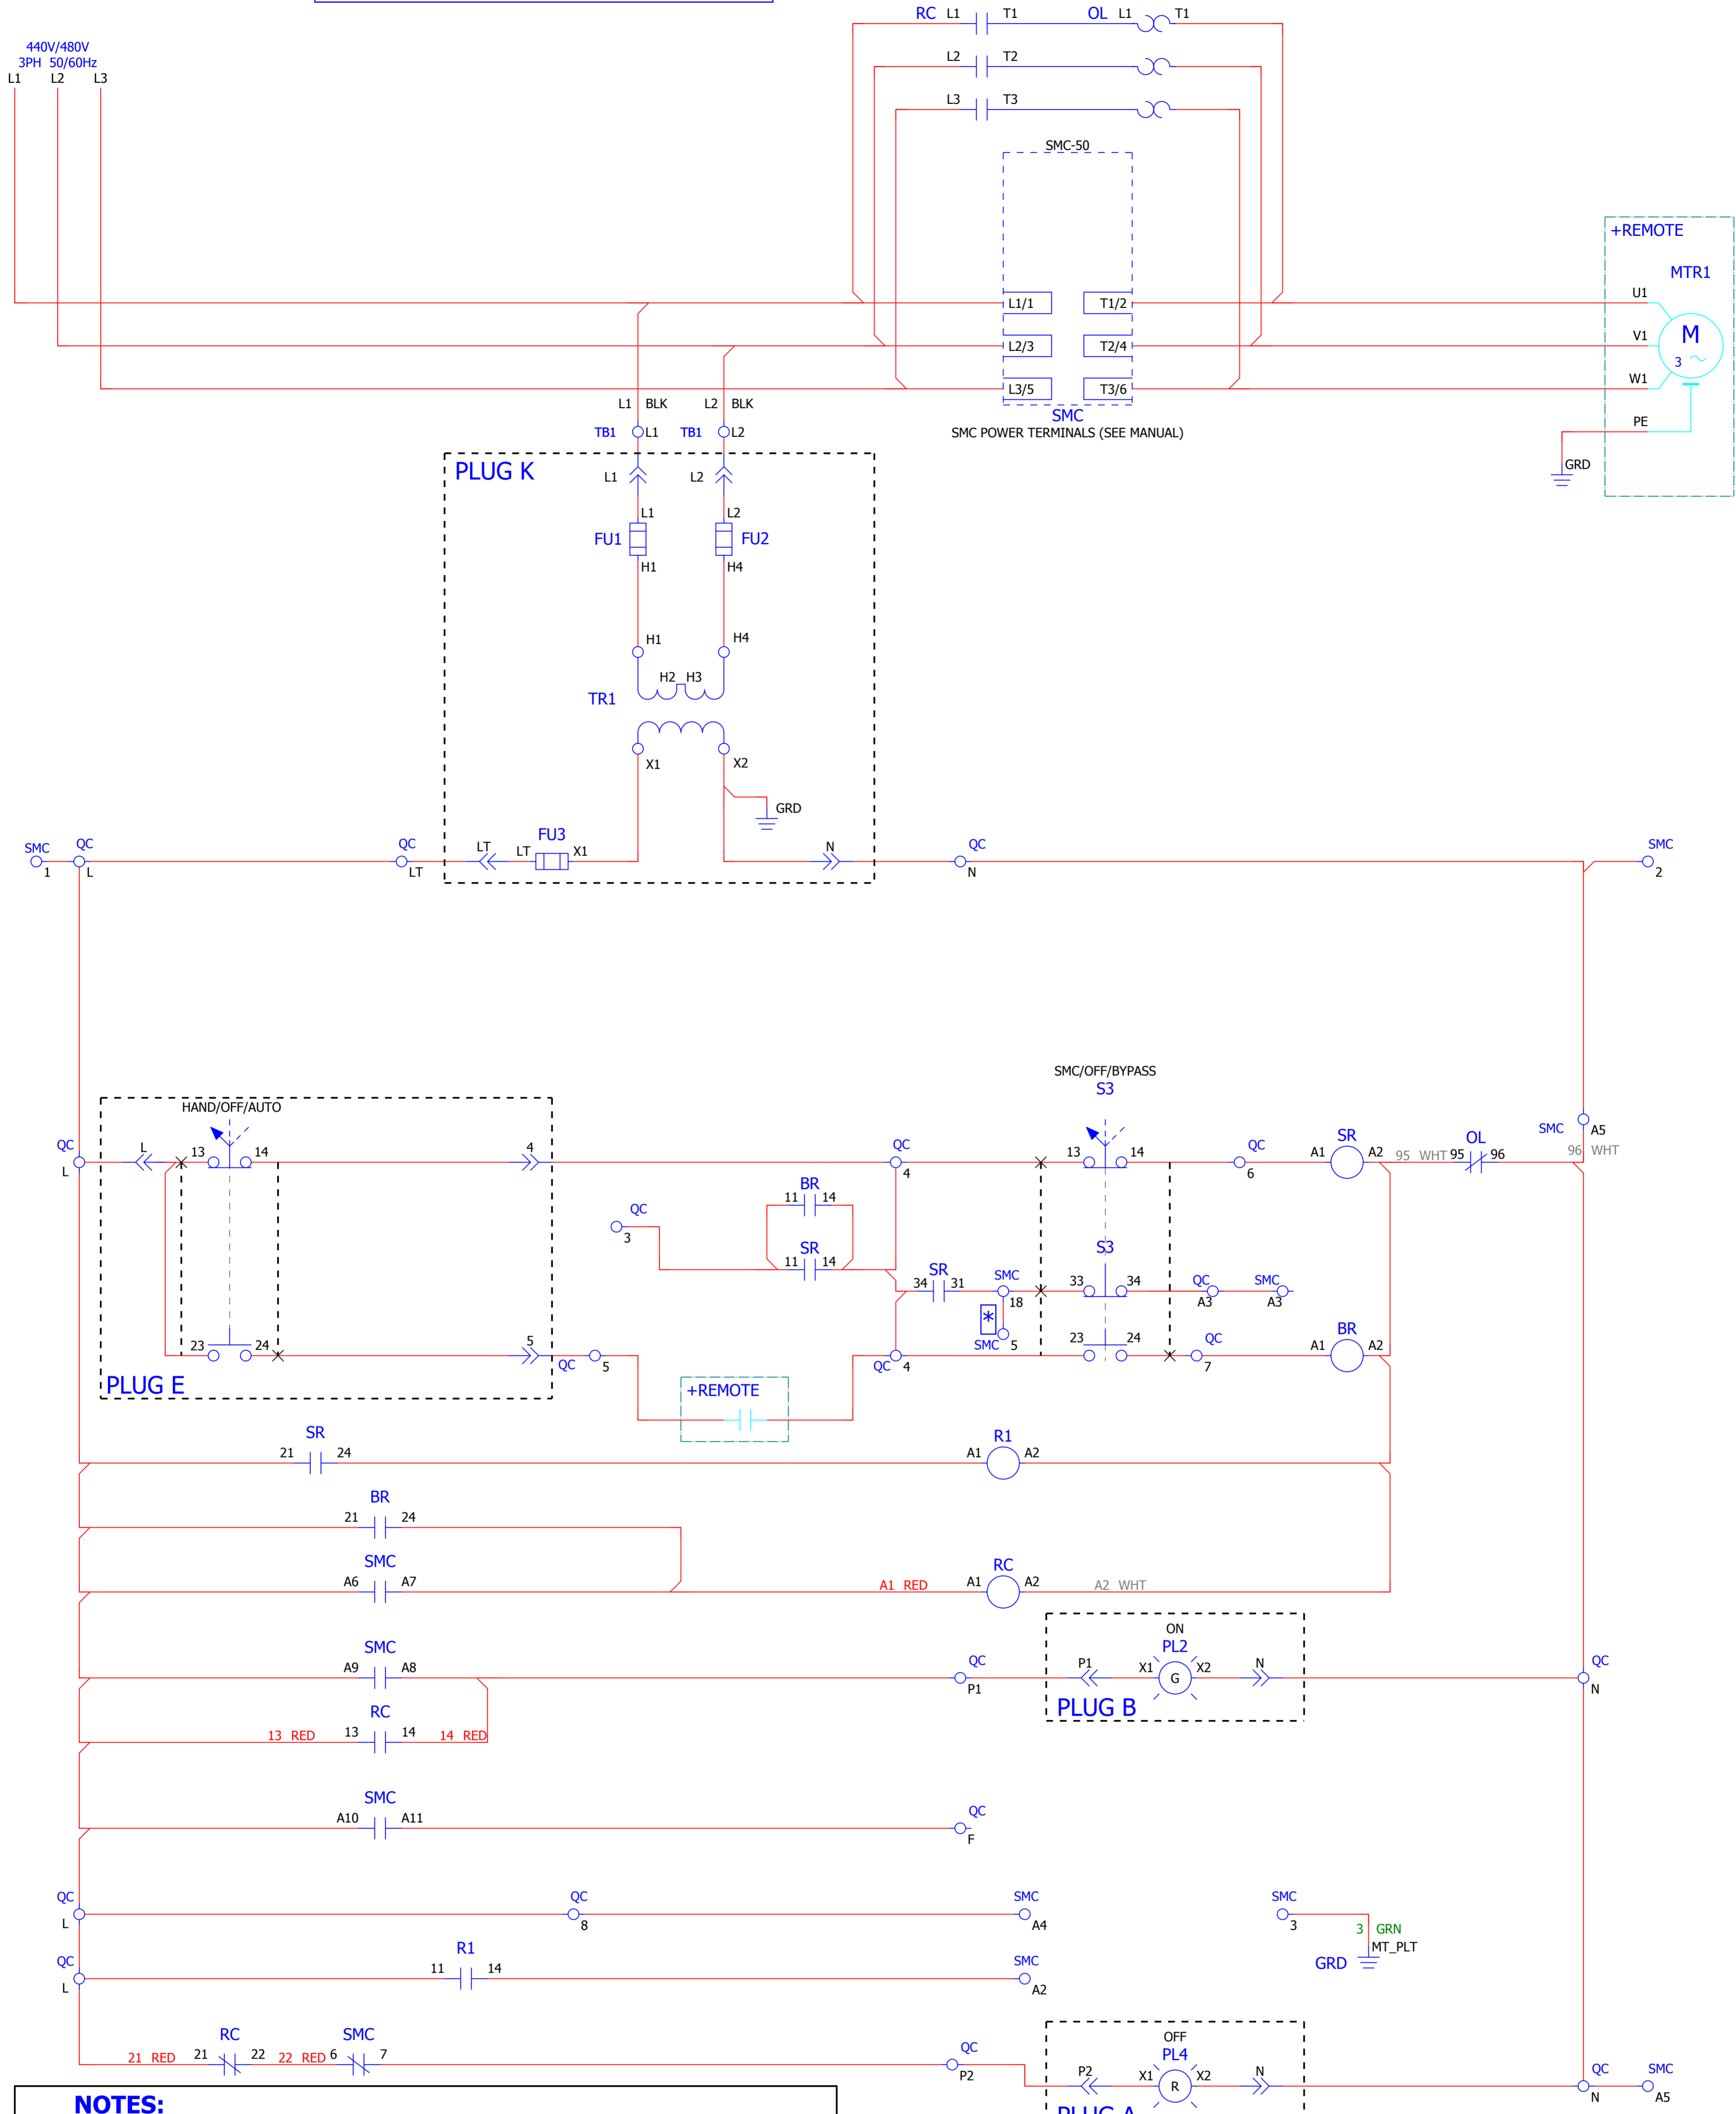 RC L1 T1 OL L1 T1
440V/480V
3PH 50/60Hz
L1 L2 L3
L2 T2
L3 T3
SMC-50
+REMOTE
MTR1
L1/1 T1/2 U1
L2/3 T2/4 V1
M
3
L3/5 T3/6 W1
SMC
SMC POWER TERMINALS (SEE MANUAL)
PE
GRD
L1 BLK L2 BLK
TB1 L1 TB1 L2
PLUG K
L1 L2
L1 L2
FU1 FU2
H1 H4
H1 H4
H2 H3
TR1
X1 X2
GRD
SMC QC QC FU3 QC SMC
LT LT X1 N
1 L LT N 2
SMC/OFF/BYPASS
S3
HAND/OFF/AUTO
SMC A5
QC L 13 14 4 QC 13 14 QC SR OL
A1 A2 95 WHT 95 96 96 WHT
L 4 6
BR
11 14
QC
3
SR
11 14
S3
SR
34 31 SMC 33 34 QC SMC
18 A3 A3
*
SMC 5
23 24 5 23 24 QC BR
A1 A2
QC 5 QC 4 7
PLUG E
+REMOTE
SR R1
21 24 A1 A2
BR
21 24
SMC RC
A6 A7 A1 RED A1 A2 A2 WHT
ON
SMC PL2
A9 A8 QC P1 X1 G X2 N QC
P1 N
PLUG B
RC
13 RED 13 14 14 RED
SMC
A10 A11 QC
F
QC QC SMC SMC
L 8 A4 3
3 GRN
MT_PLT
GRD
QC R1 SMC
11 14
L A2
OFF
RC SMC PL4
21 RED 21 22 22 RED 6 7 QC
P2 P2 X1 R X2 N QC SMC
N A5
PLUG A
NOTES: